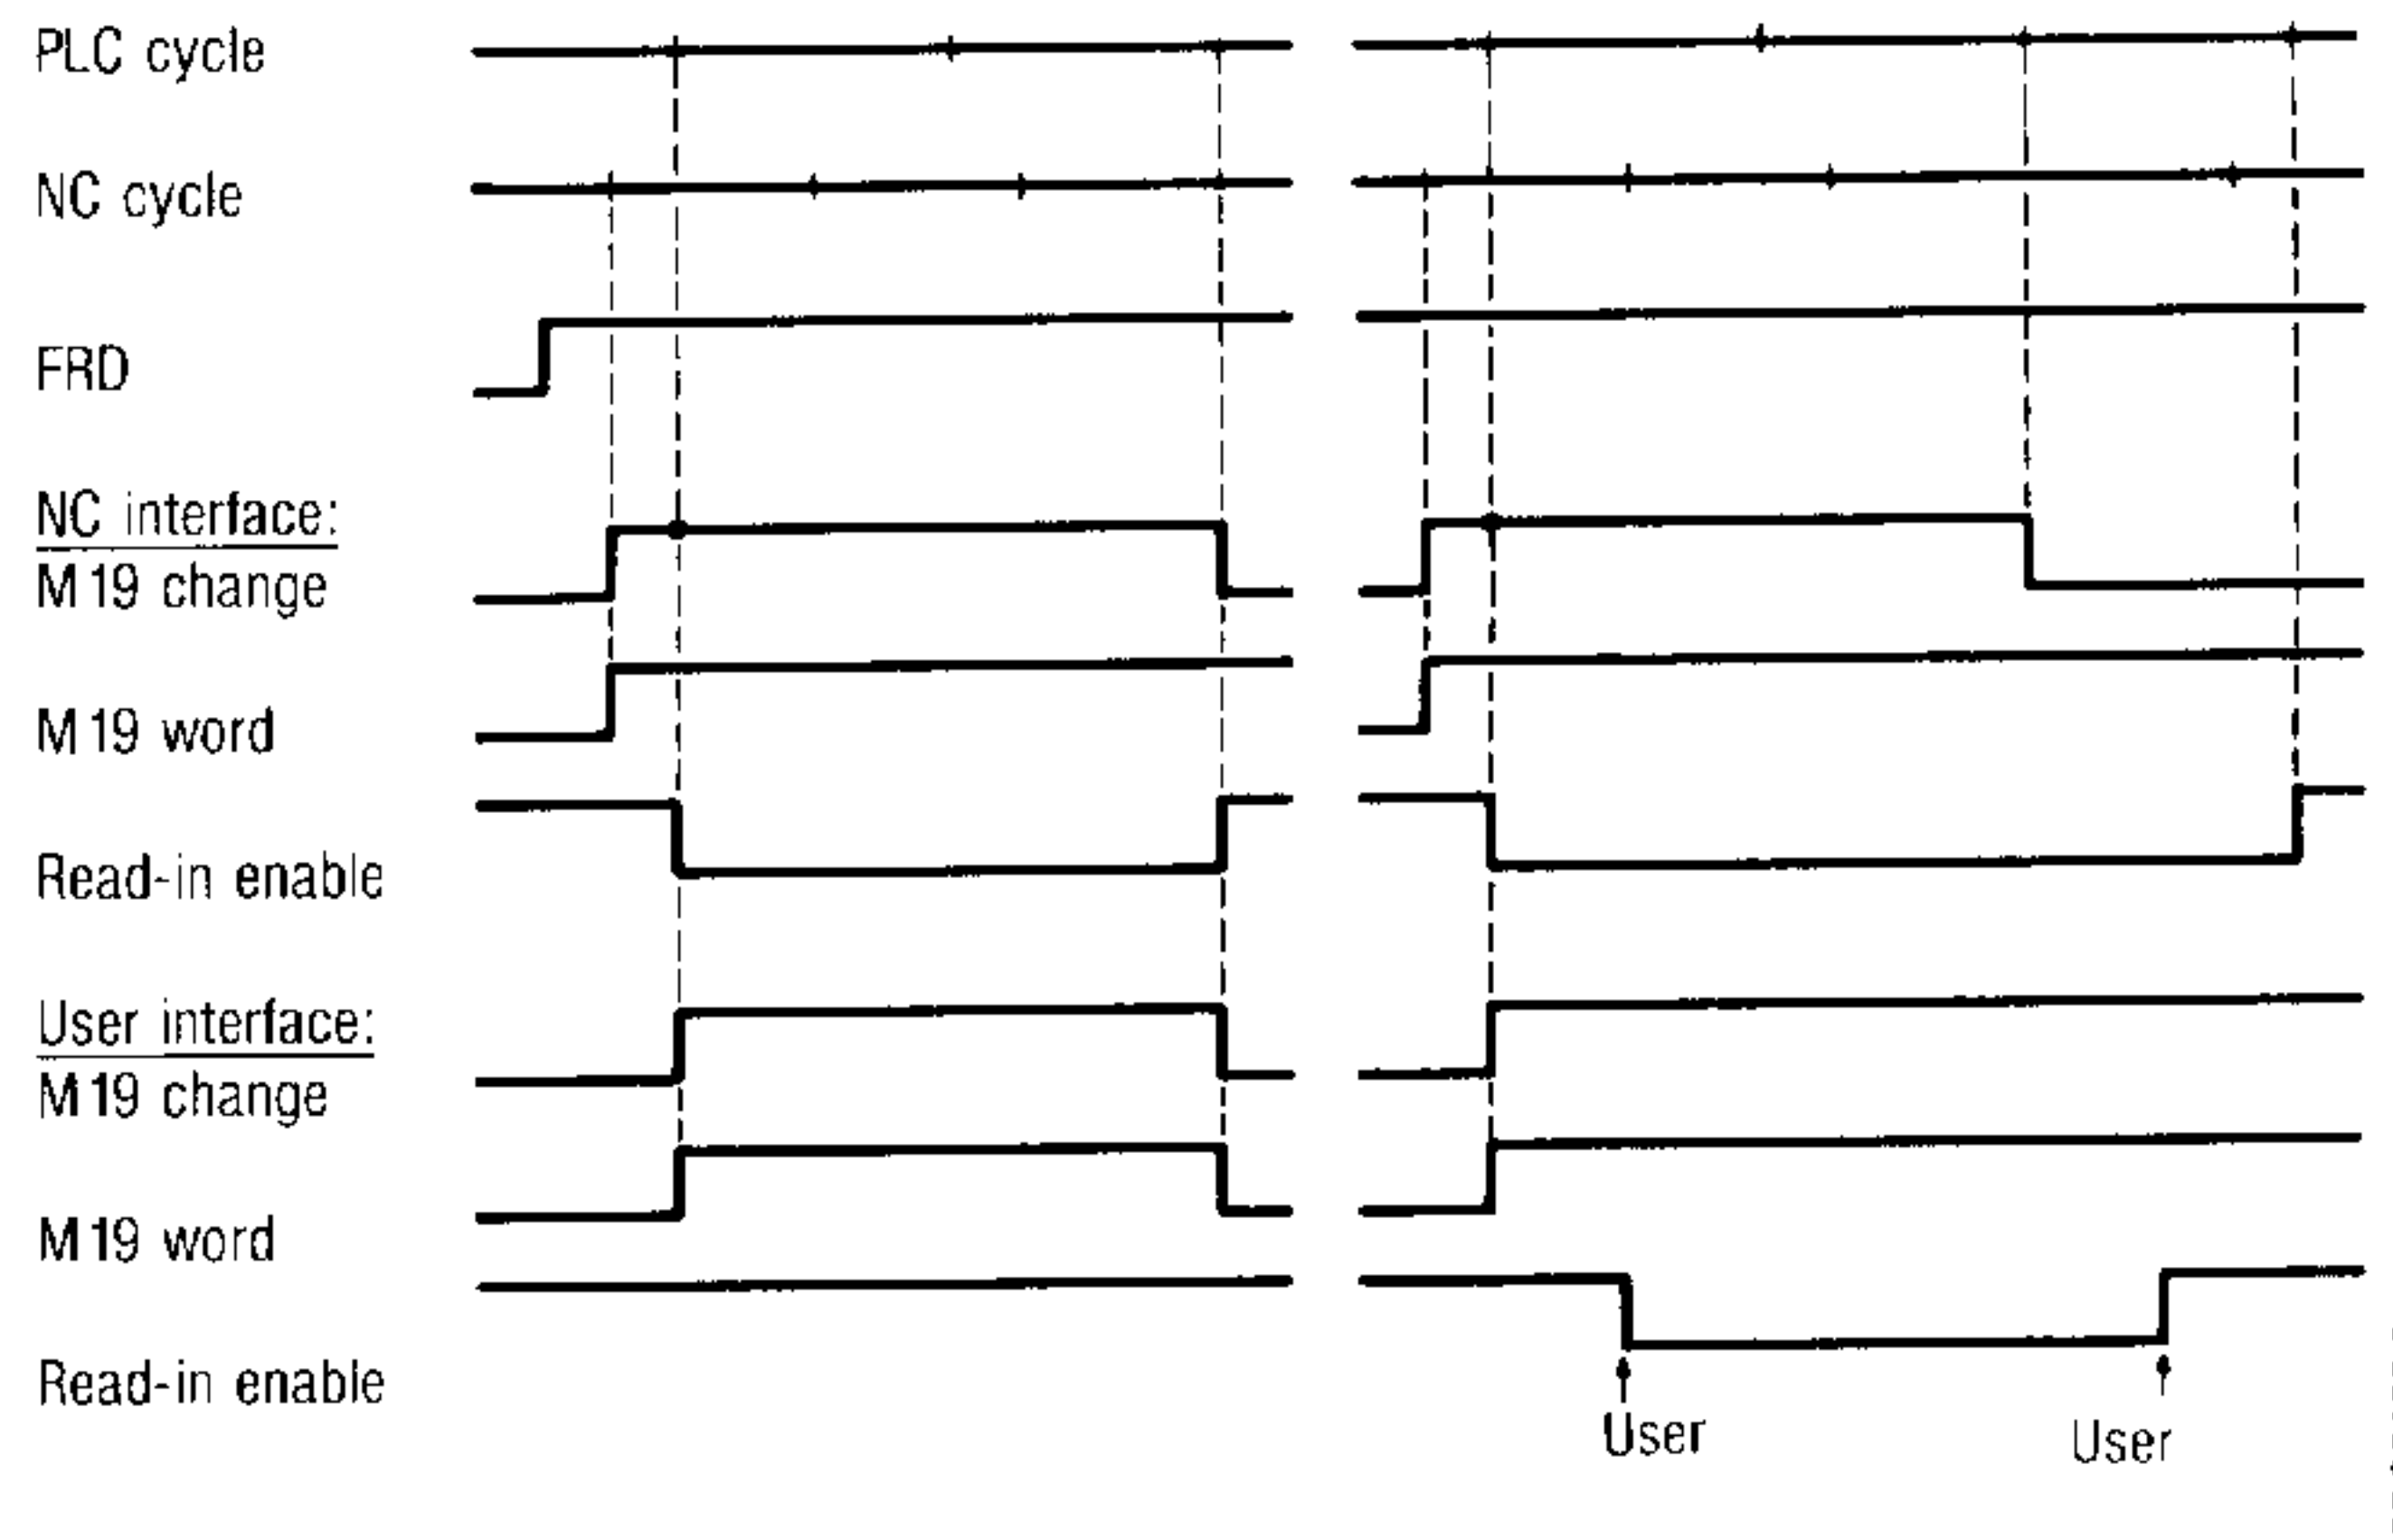 PLC cycle
NC cycle
FRD
NC interface:
M19 change
M19 word
Read-in enable
User interface:
M19 change
M19 word
Read-in enable
User
User